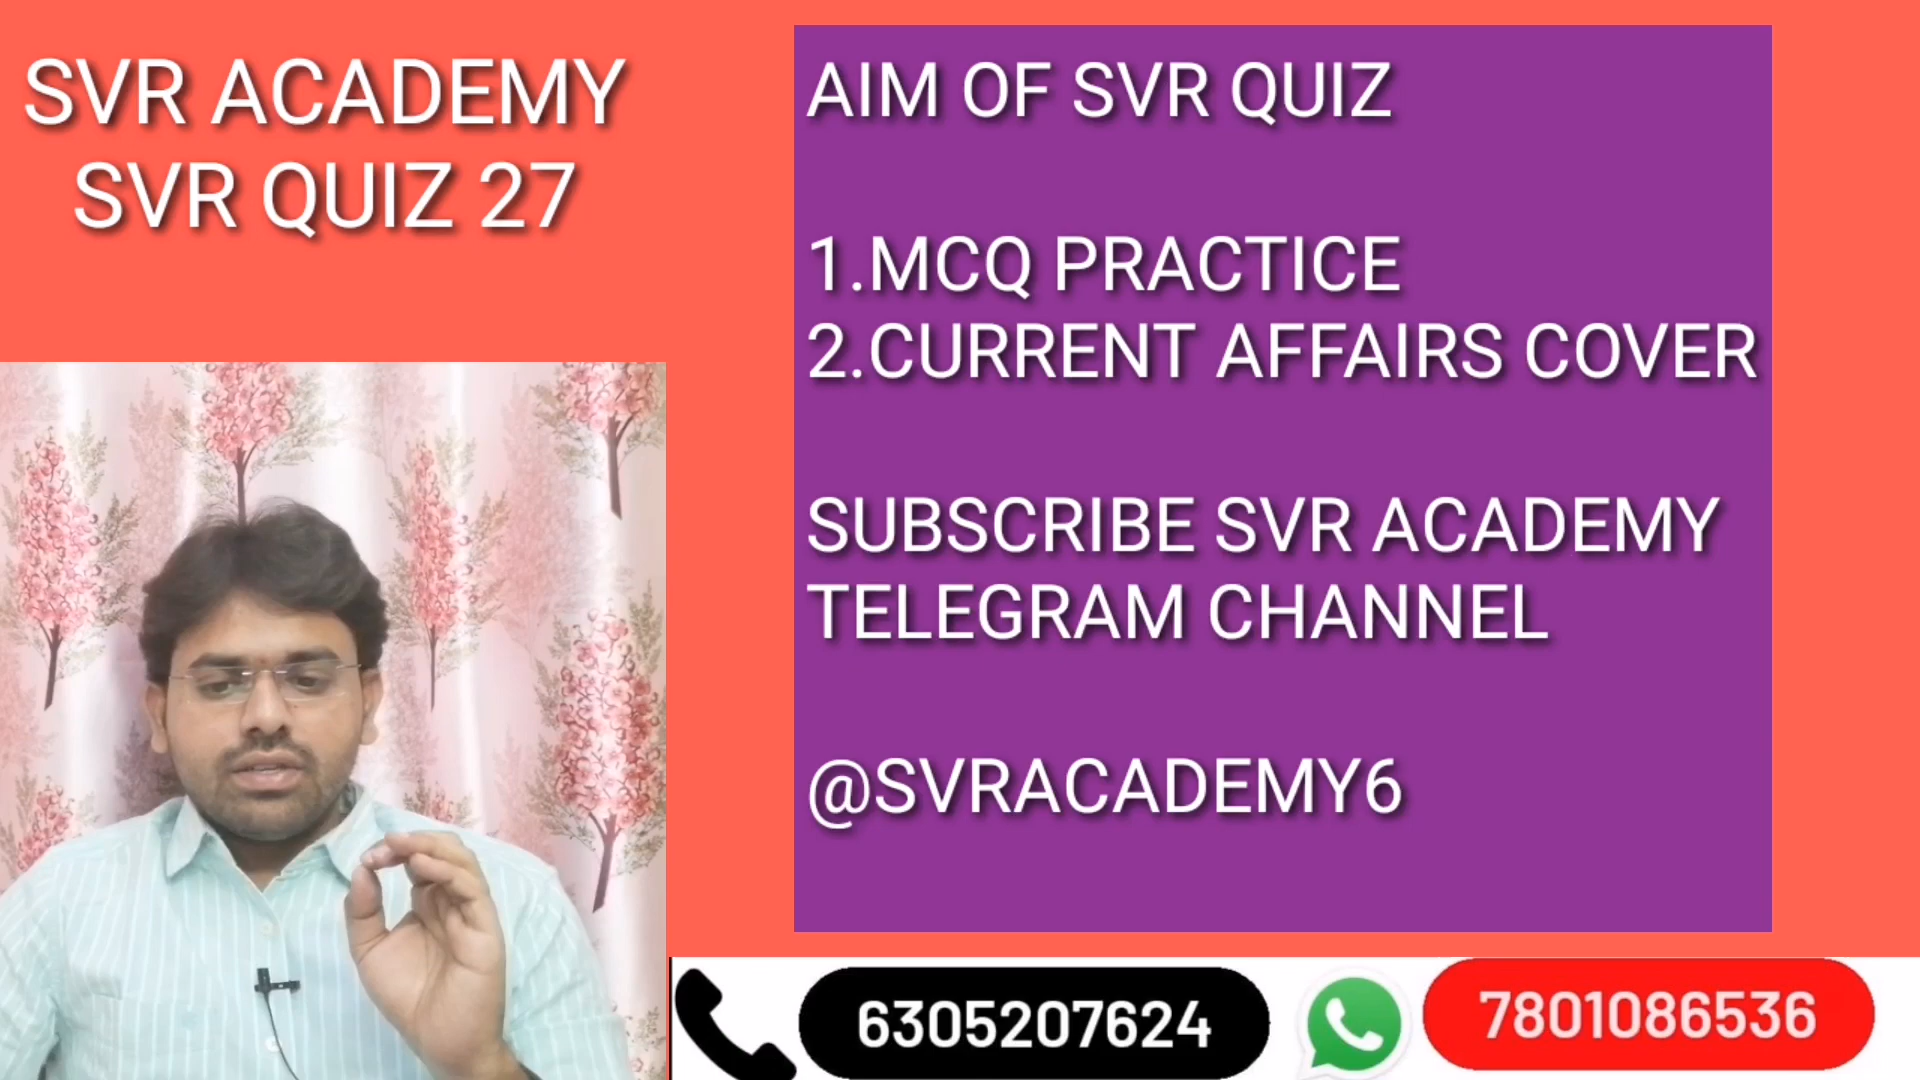 SVR ACADEMY
SVR QUIZ 27
AIM OF SVR QUIZ
1.MCQ PRACTICE
2.CURRENT AFFAIRS COVER
SUBSCRIBE SVR ACADEMY
TELEGRAM CHANNEL
@SVRACADEMY6
6305207624
7801086536